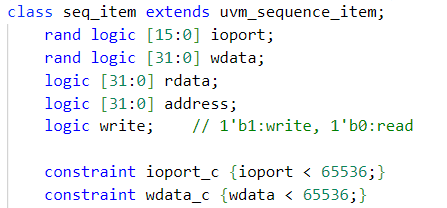 class seq_item extends uvm_sequence_item;
    rand logic [15:0] ioport;
    rand logic [31:0] wdata;
    logic [31:0] rdata;
    logic [31:0] address;
    logic write;    // 1'b1:write, 1'b0:read

    constraint ioport_c {ioport < 65536;}
    constraint wdata_c {wdata < 65536;}